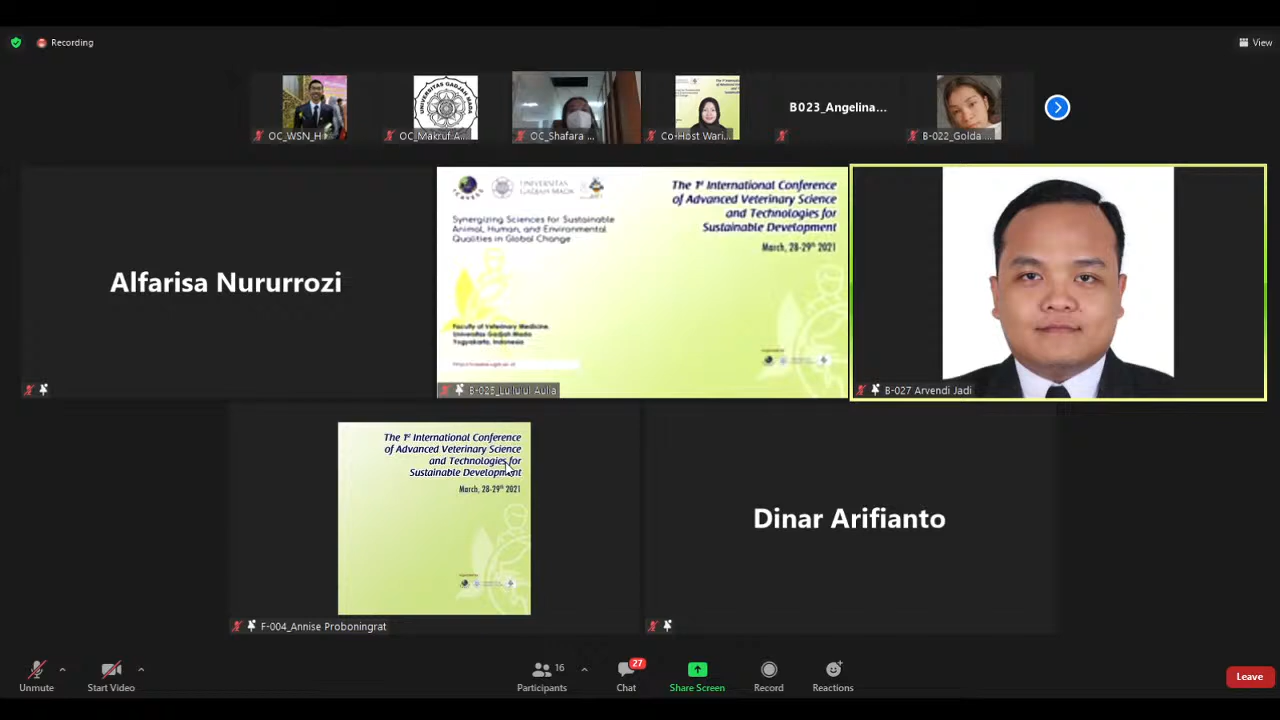 Recording
View
OC_WSN_H
OC_Makruf A...
OC_Shafara ...
Co-Host Wari...
B023_Angelina...
B-022_Golda ...
UNIVERSITAS GADJAH MADA
Alfarisa Nururrozi
UNIVERSITAS
GADJAH MADA
Synergizing Sciences for Sustainable
Animal, Human, and Environmental
Qualities in Global Change
Faculty of Veterinary Medicine
Universitas Gadjah Mada
Yogyakarta, Indonesia
The 1st International Conference
of Advanced Veterinary Science
and Technologies for
Sustainable Development
March, 28-29th 2021
B-025_Lu'lu'ul Aulia
B-027 Arvendi Jadi
The 1st International Conference
of Advanced Veterinary Science
and Technologies for
Sustainable Development
March, 28-29th 2021
F-004_Annise Proboningrat
Dinar Arifianto
Unmute
Start Video
16
Participants
27
Chat
Share Screen
Record
Reactions
Leave